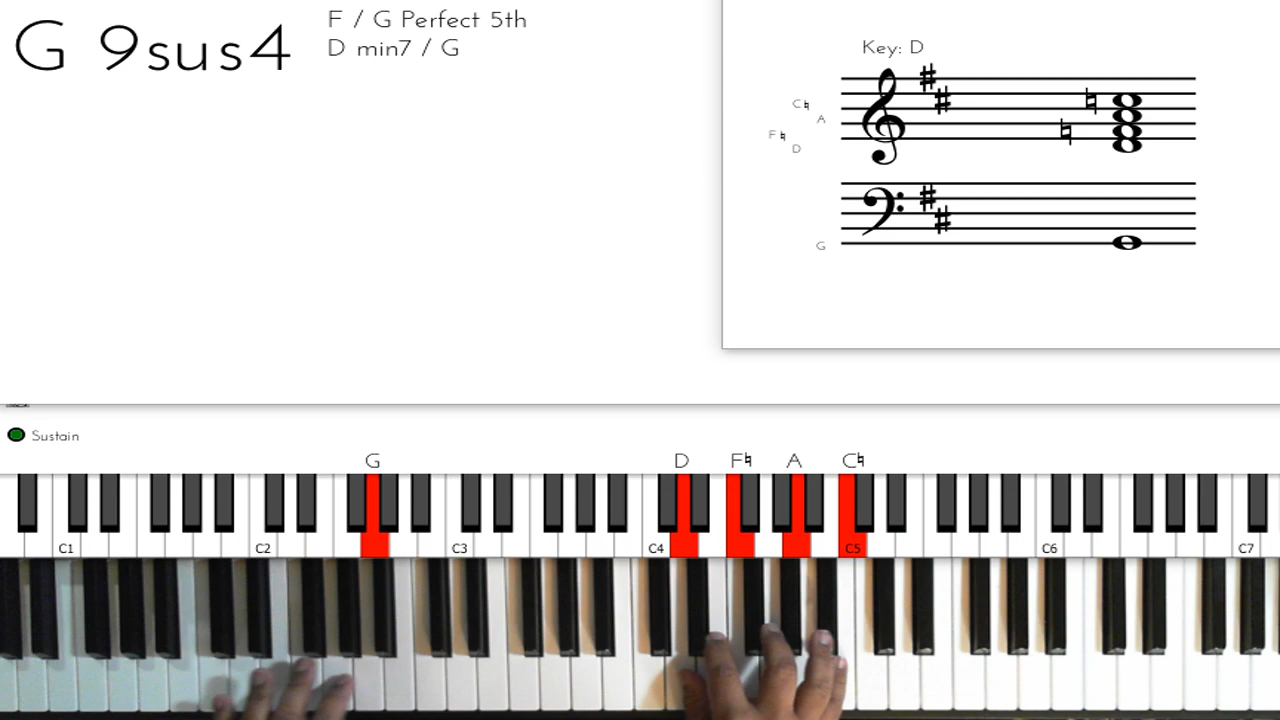 G 9sus4
F / G Perfect 5th
D min7 / G
Key: D
C♮
A
F♮
D
G
Sustain
G D F♮ A C♮
C1 C2 C3 C4 C5 C6 C7